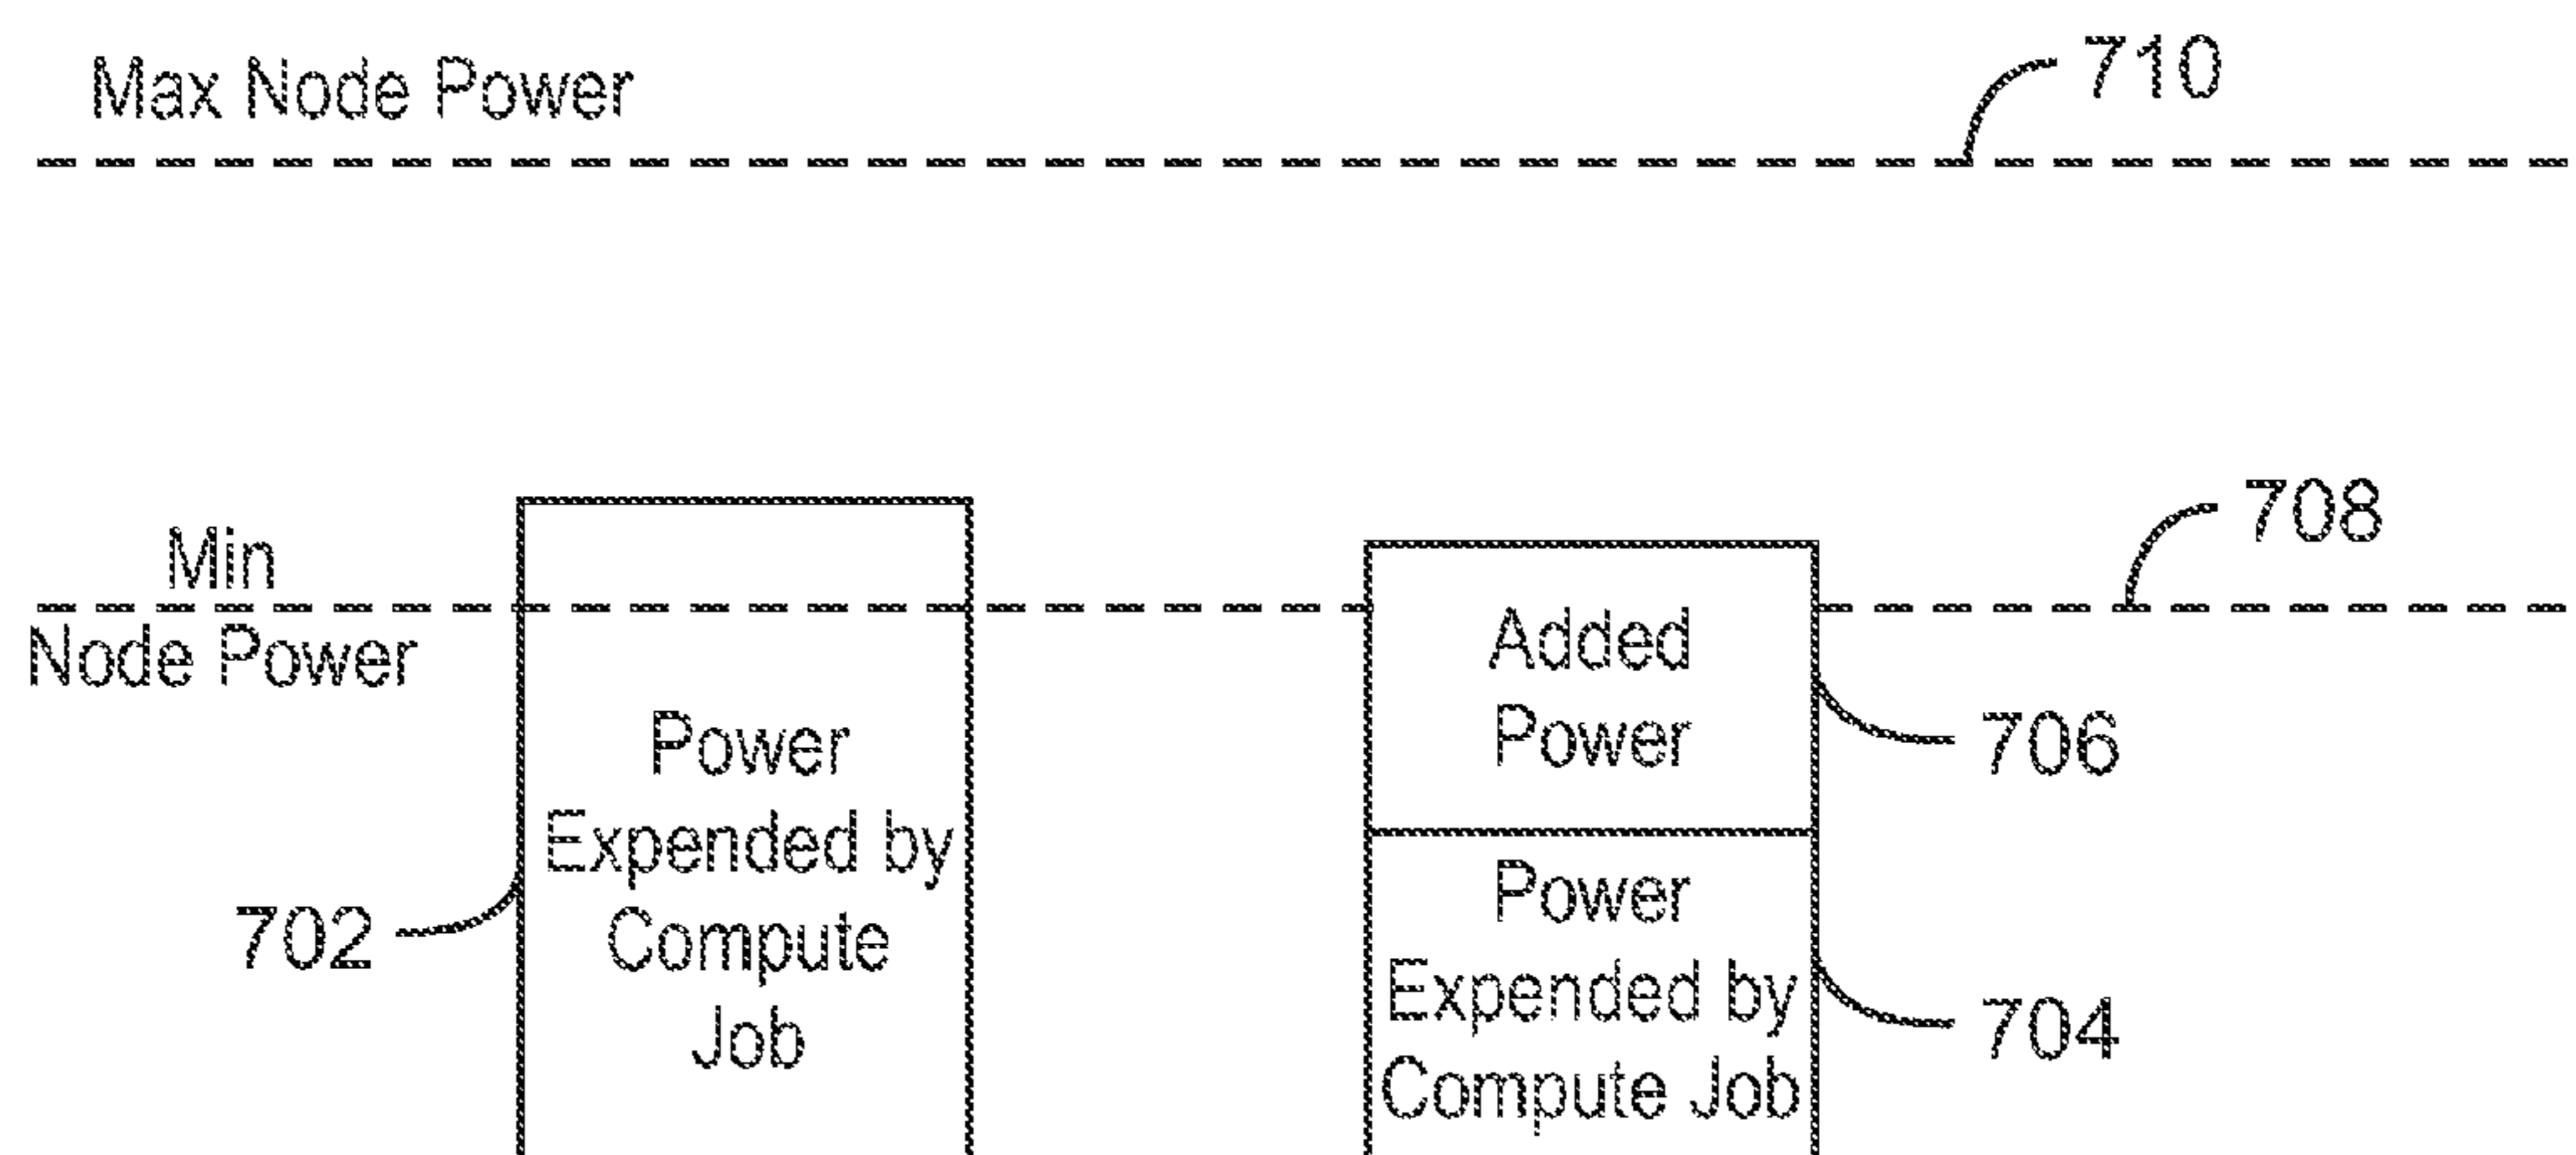 Max Node Power
710
Min
Node Power
708
Power
Expended by
Compute
Job
702
Added
Power
706
Power
Expended by
Compute Job
704